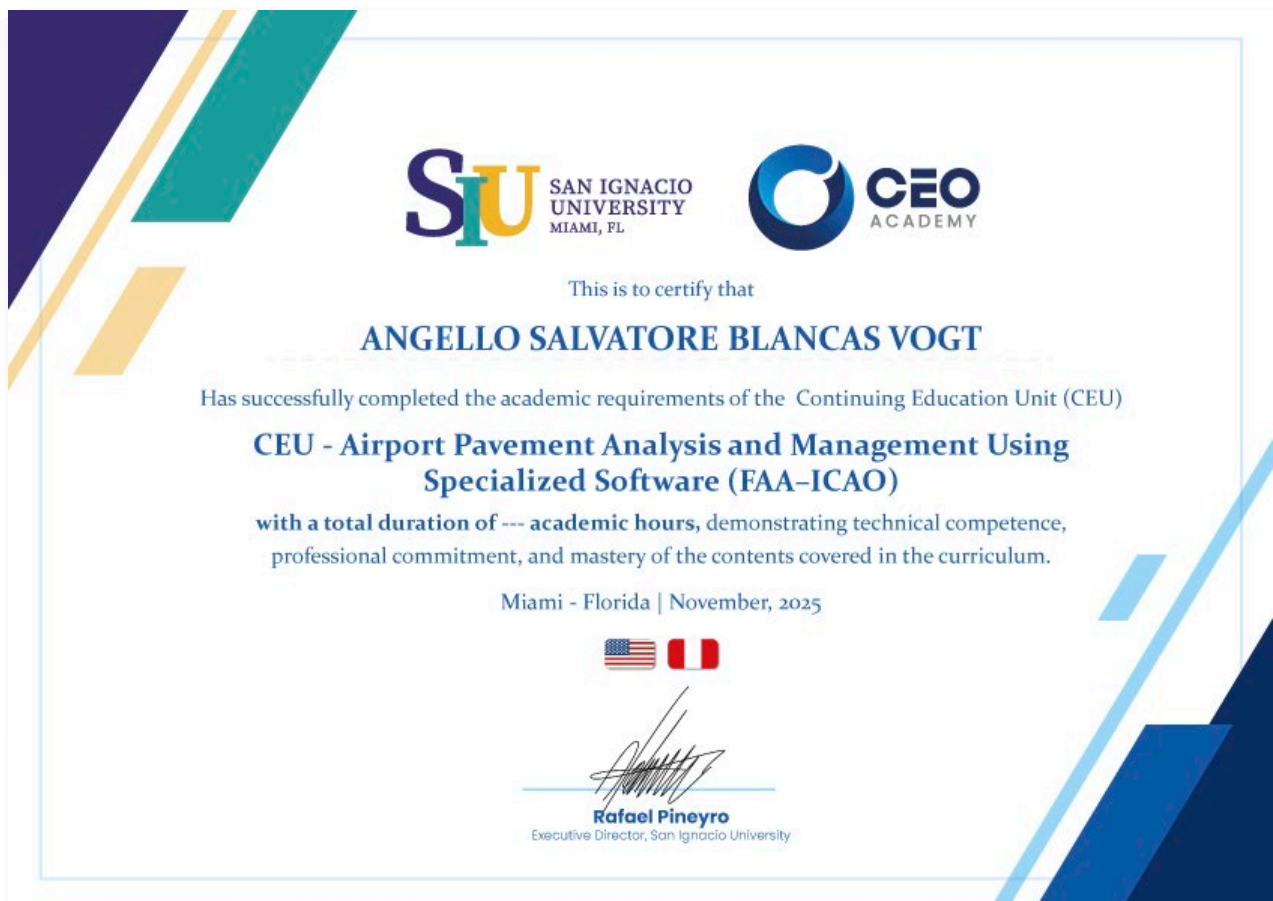 SIU
SAN IGNACIO
UNIVERSITY
MIAMI, FL
CEO
ACADEMY
This is to certify that
ANGELLO SALVATORE BLANCAS VOGT
Has successfully completed the academic requirements of the Continuing Education Unit (CEU)
CEU - Airport Pavement Analysis and Management Using
Specialized Software (FAA–ICAO)
with a total duration of --- academic hours, demonstrating technical competence,
professional commitment, and mastery of the contents covered in the curriculum.
Miami - Florida | November, 2025
Rafael Pineyro
Executive Director, San Ignacio University